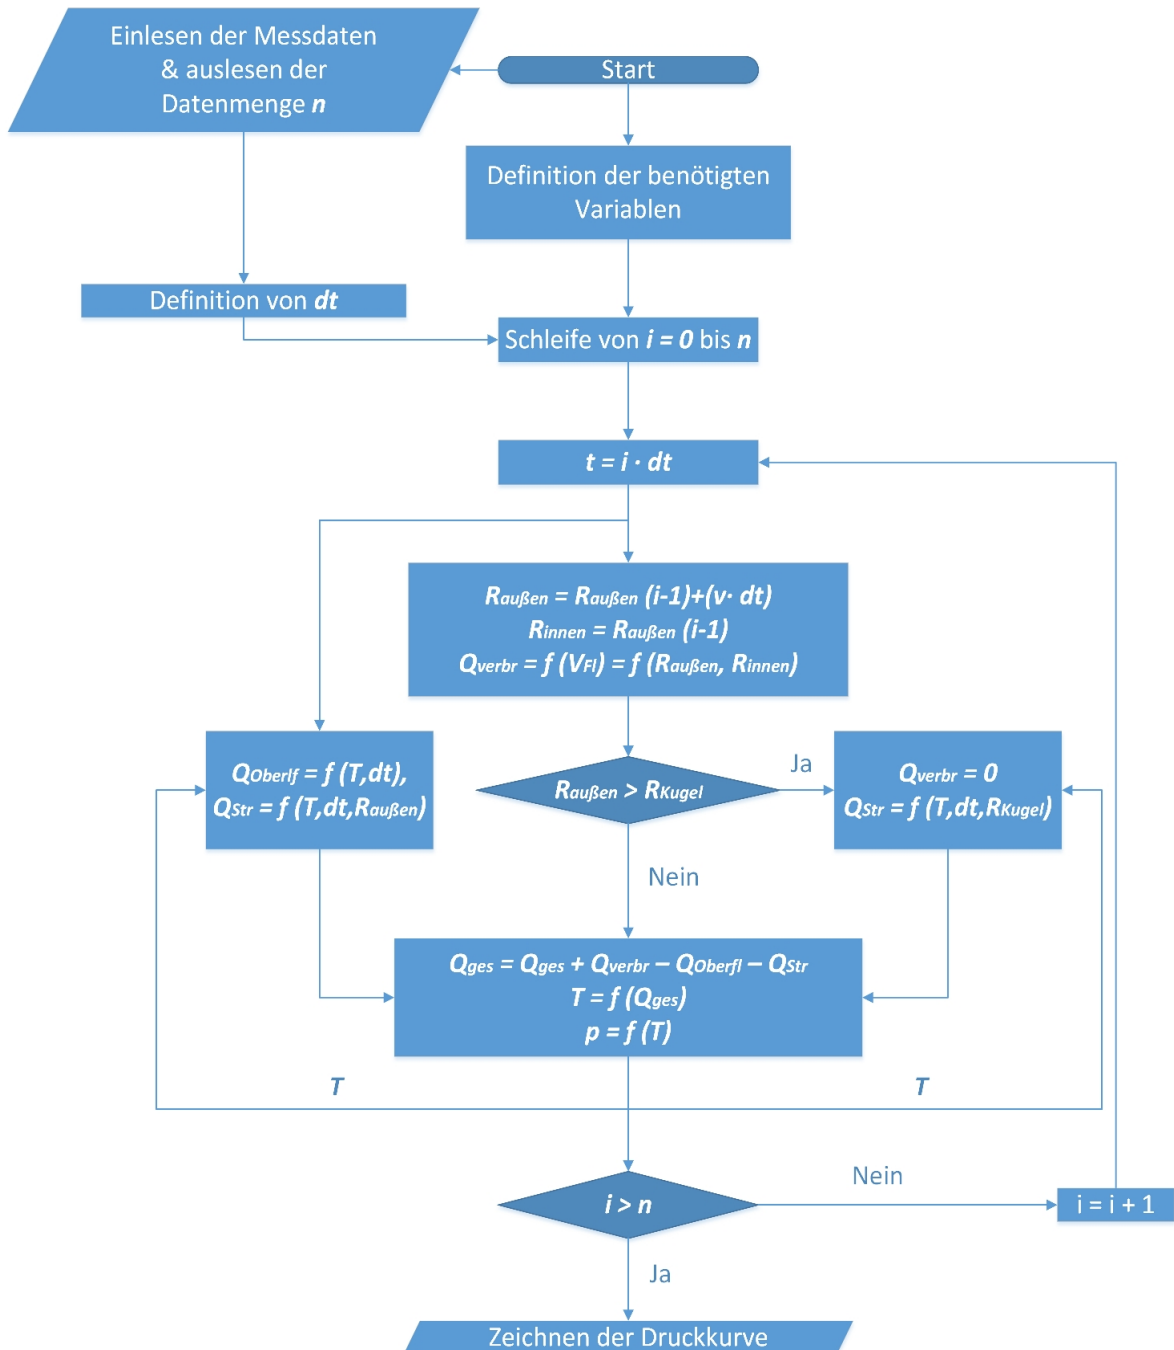 Einlesen der Messdaten
& auslesen der
Datenmenge n
Start
Definition der benötigten
Variablen
Definition von dt
Schleife von i = 0 bis n
t = i · dt
Raußen = Raußen (i-1)+(v· dt)
Rinnen = Raußen (i-1)
Qverbr = f (VFl) = f (Raußen, Rinnen)
QOberlf = f (T,dt),
QStr = f (T,dt,Raußen)
Raußen > RKugel
Ja
Qverbr = 0
QStr = f (T,dt,RKugel)
Nein
Qges = Qges + Qverbr – QOberfl – QStr
T = f (Qges)
p = f (T)
T
T
i > n
Nein
i = i + 1
Ja
Zeichnen der Druckkurve